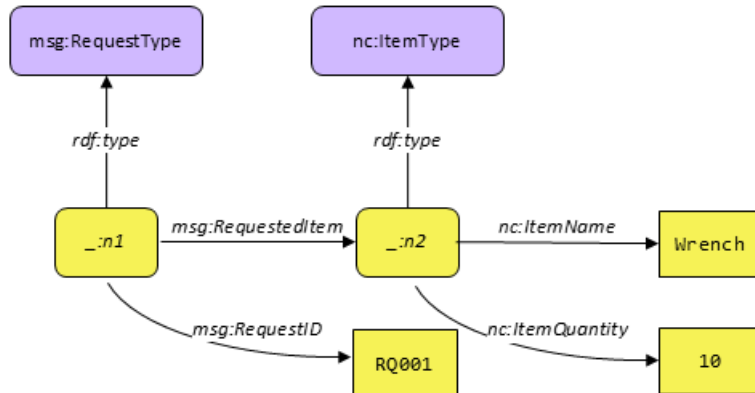 msg:RequestType
nc:ItemType
rdf:type
rdf:type
_:n1
msg:RequestedItem
_:n2
nc:ItemName
Wrench
msg:RequestID
nc:ItemQuantity
RQ001
10